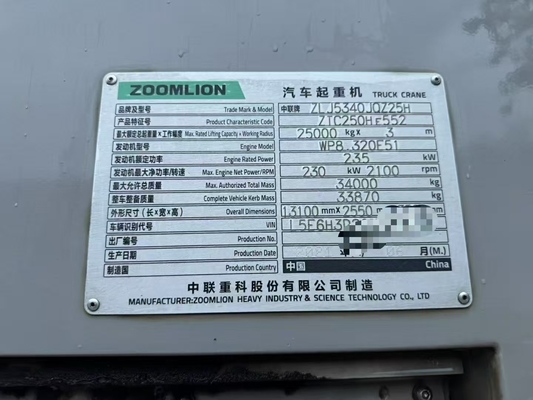 ZOOMLION 汽车起重机 TRUCK CRANE
品牌及型号 Trade Mark & Model 中联牌 ZLJ5340JQZ25H
产品特征号 Product Characteristic Code ZTC250HF552
最大额定总起重量×工作幅度 Max. Rated Lifting Capacity × Working Radius 25000 kg x 3 m
发动机型号 Engine Model WP8.320E51
发动机额定功率 Engine Rated Power 235 kW
发动机最大净功率/转速 Max. Engine Net Power/RPM 230 kW 2100 rpm
最大允许总质量 Max. Authorized Total Mass 34000 kg
整车整备质量 Complete Vehicle Kerb Mass 33870 kg
外形尺寸(长×宽×高) Overall Dimensions 13100 mm× 2550 mm
车辆识别代号 VIN L5E6H3D2
出厂编号 Production No.
生产日期 Production Date 月(M.)
制造国 Production Country 中国 China
中联重科股份有限公司制造
MANUFACTURER:ZOOMLION HEAVY INDUSTRY & SCIENCE TECHNOLOGY CO., LTD